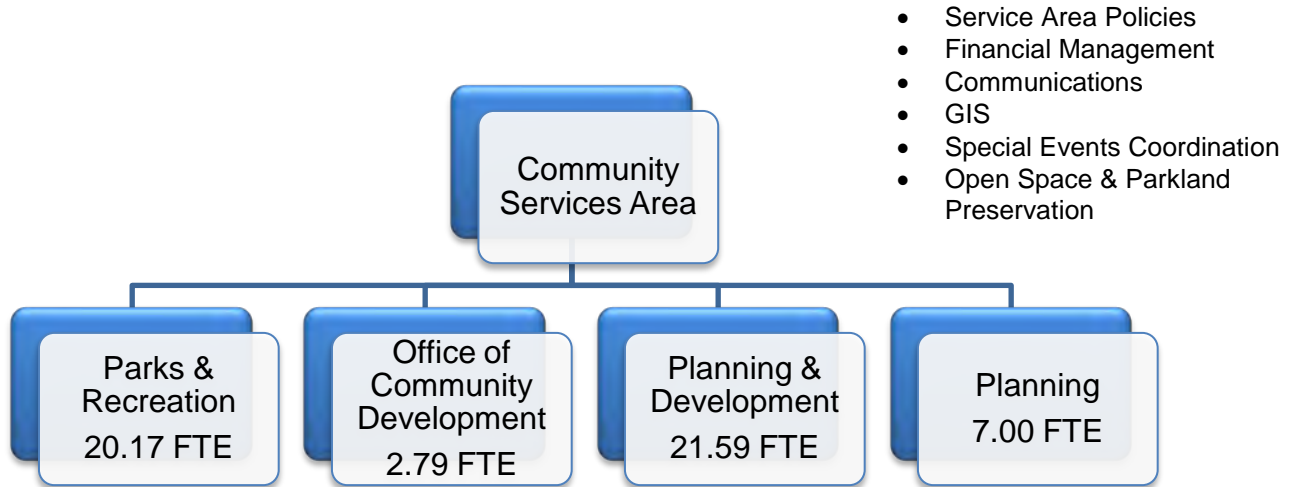 • Service Area Policies
• Financial Management
• Communications
• GIS
• Special Events Coordination
• Open Space & Parkland
Preservation
Community
Services Area
Parks &
Recreation
20.17 FTE
Office of
Community
Development
2.79 FTE
Planning &
Development
21.59 FTE
Planning
7.00 FTE